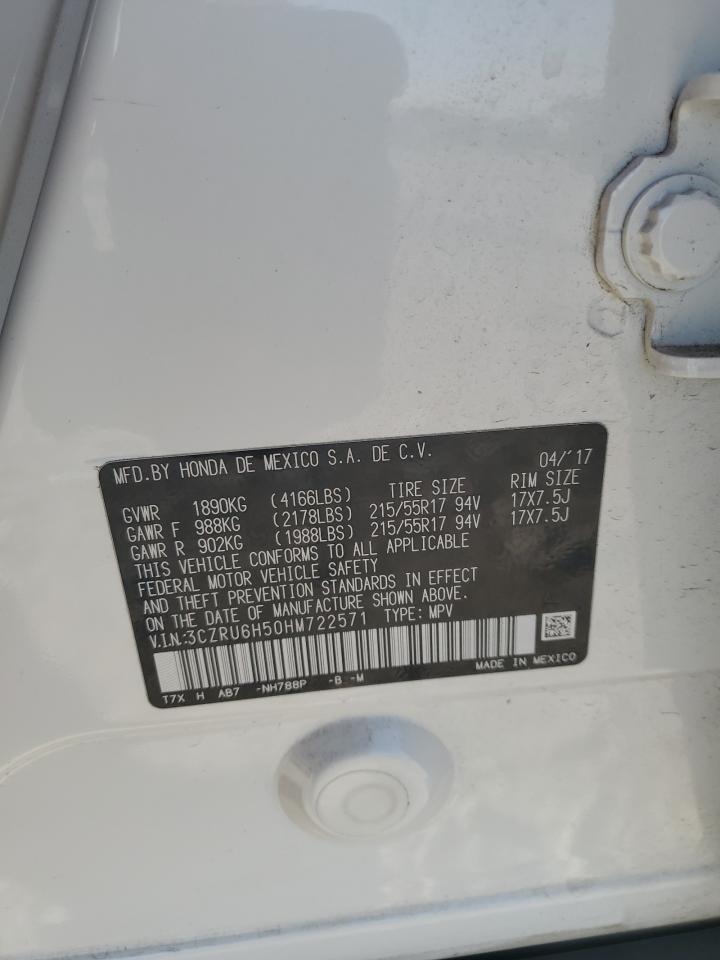 MFD.BY HONDA DE MEXICO S.A. DE C.V. 04/'17
GVWR 1890KG (4166LBS) TIRE SIZE RIM SIZE
GAWR F 988KG (2178LBS) 215/55R17 94V 17X7.5J
GAWR R 902KG (1988LBS) 215/55R17 94V 17X7.5J
THIS VEHICLE CONFORMS TO ALL APPLICABLE
FEDERAL MOTOR VEHICLE SAFETY
AND THEFT PREVENTION STANDARDS IN EFFECT
ON THE DATE OF MANUFACTURE SHOWN ABOVE.
V.I.N.:3CZRU6H50HM722571 TYPE: MPV
MADE IN MEXICO
T7X H AB7 -NH788P -B -M